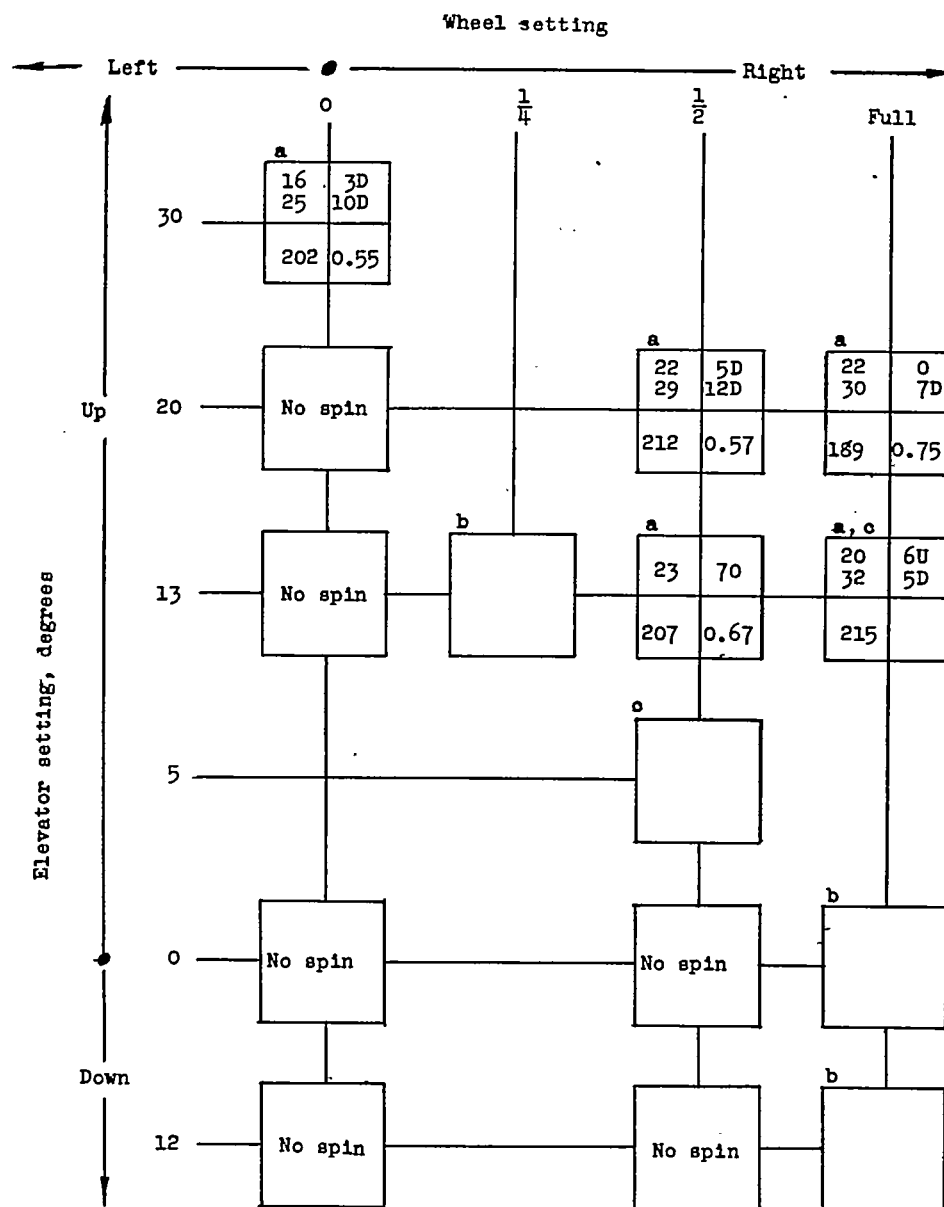 Wheel setting
Left
Right
0
1/4
1/2
Full
a
16 3D
25 10D
30
202 0.55
a
a
22 5D
22 0
29 12D
30 7D
Up
20
No spin
212 0.57
189 0.75
b
a
a, c
20 6U
23 70
32 5D
13
No spin
207 0.67
215
c
5
Elevator setting, degrees
b
0
No spin
No spin
Down
b
12
No spin
No spin